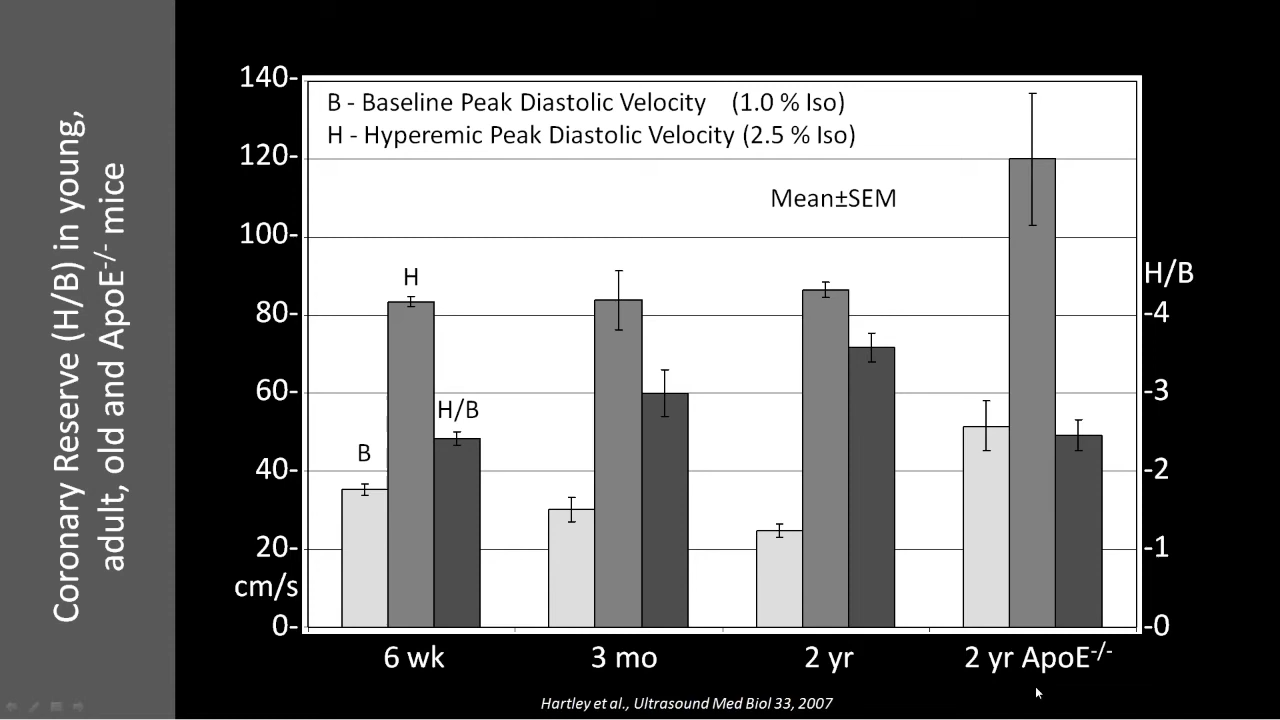 Coronary Reserve (H/B) in young,
adult, old and ApoE-/- mice
B - Baseline Peak Diastolic Velocity (1.0 % Iso)
H - Hyperemic Peak Diastolic Velocity (2.5 % Iso)
Mean±SEM
140-
120-
100-
80-
60-
40-
20-
cm/s
0-
H/B
-4
-3
-2
-1
-0
B
H
H/B
6 wk
3 mo
2 yr
2 yr ApoE-/-
Hartley et al., Ultrasound Med Biol 33, 2007